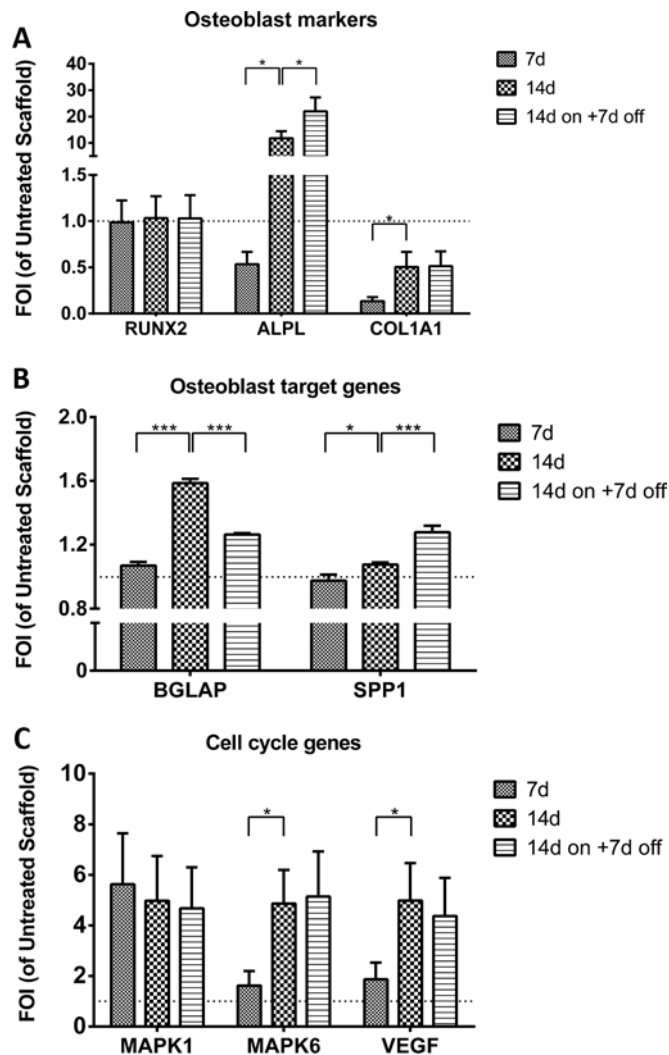 A
Osteoblast markers
FOI (of Untreated Scaffold)
40
30
20
10
1.5
1.0
0.5
0.0
* *
*
RUNX2 ALPL COL1A1
7d
14d
14d on +7d off
B
Osteoblast target genes
FOI (of Untreated Scaffold)
2.0
1.6
1.2
0.8
0
*** *** * ***
BGLAP SPP1
7d
14d
14d on +7d off
C
Cell cycle genes
FOI (of Untreated Scaffold)
10
8
6
4
2
0
* *
MAPK1 MAPK6 VEGF
7d
14d
14d on +7d off